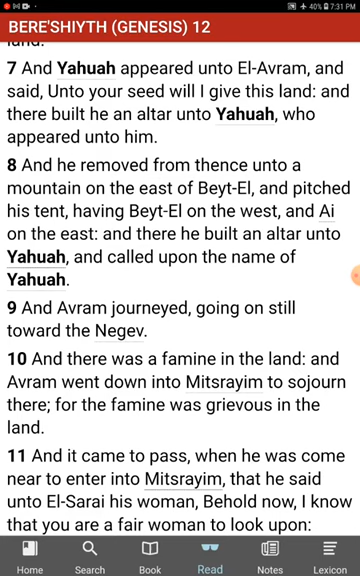 40% 7:31 PM
BERE'SHIYTH (GENESIS) 12
land.
7 And Yahuah appeared unto El-Avram, and
said, Unto your seed will I give this land: and
there built he an altar unto Yahuah, who
appeared unto him.
8 And he removed from thence unto a
mountain on the east of Beyt-El, and pitched
his tent, having Beyt-El on the west, and Ai
on the east: and there he built an altar unto
Yahuah, and called upon the name of
Yahuah.
9 And Avram journeyed, going on still
toward the Negev.
10 And there was a famine in the land: and
Avram went down into Mitsrayim to sojourn
there; for the famine was grievous in the
land.
11 And it came to pass, when he was come
near to enter into Mitsrayim, that he said
unto El-Sarai his woman, Behold now, I know
that you are a fair woman to look upon:
Home Search Book Read Notes Lexicon